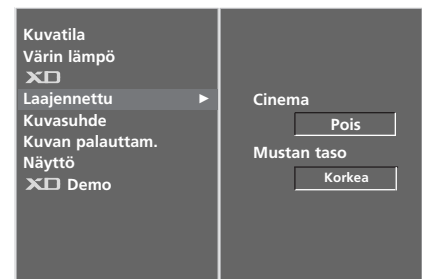 Kuvatila
Värin lämpö
XD
Laajennettu ►
Kuvasuhde
Kuvan palauttam.
Näyttö
XD Demo
Cinema
Pois
Mustan taso
Korkea